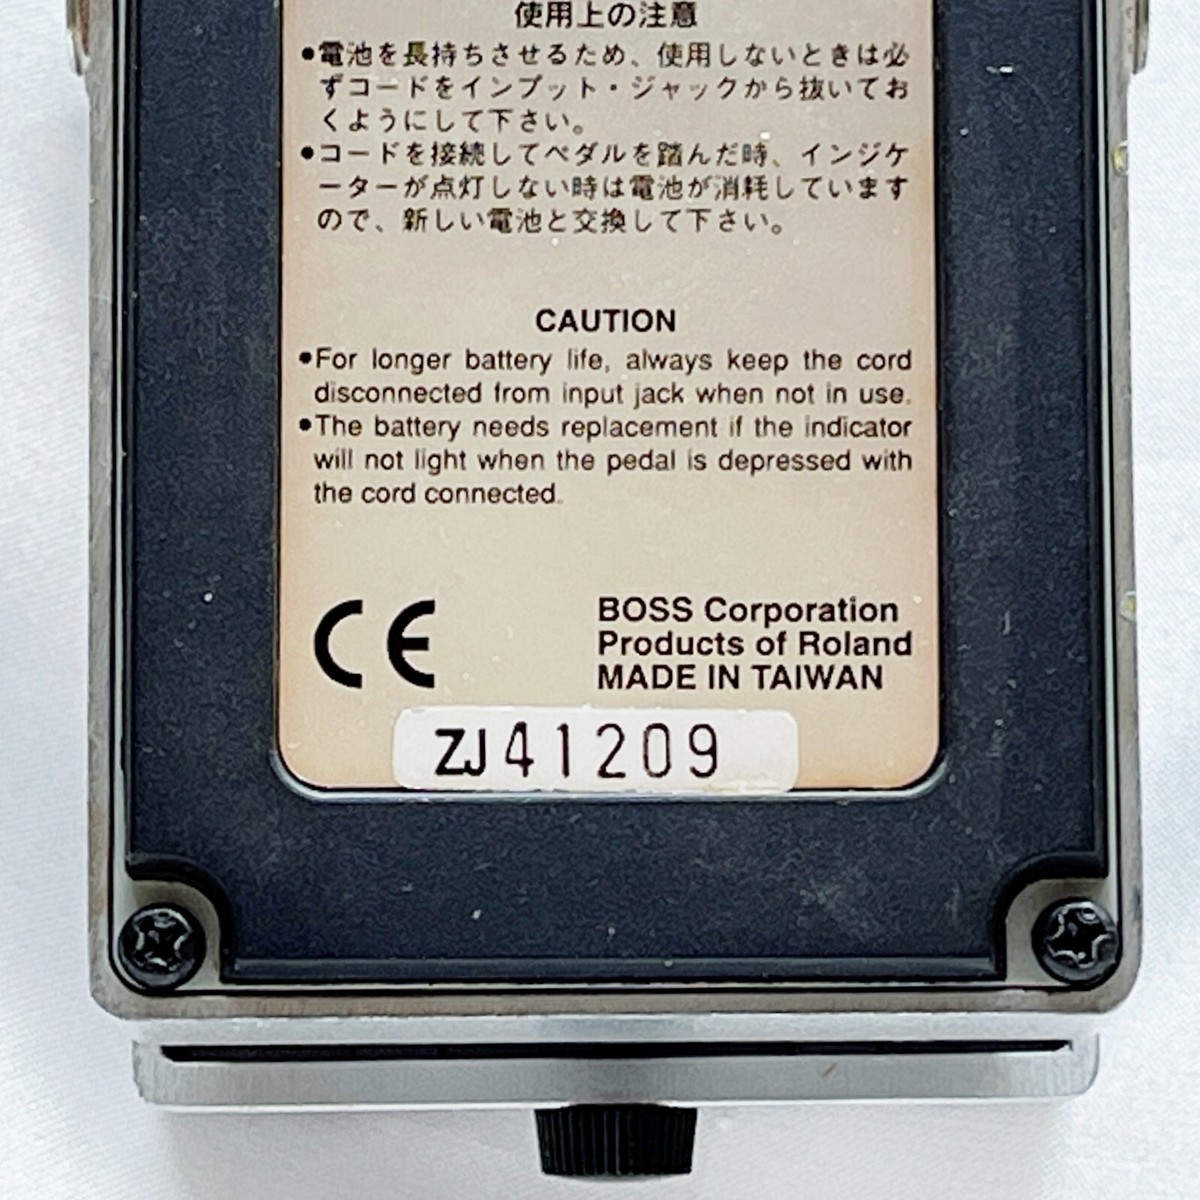 使用上の注意
●電池を長持ちさせるため、使用しないときは必
ずコードをインプット・ジャックから抜いてお
くようにして下さい。
●コードを接続してペダルを踏んだ時、インジケ
ーターが点灯しない時は電池が消耗しています
ので、新しい電池と交換して下さい。
CAUTION
●For longer battery life, always keep the cord
disconnected from input jack when not in use.
●The battery needs replacement if the indicator
will not light when the pedal is depressed with
the cord connected.
CE
BOSS Corporation
Products of Roland
MADE IN TAIWAN
ZJ41209